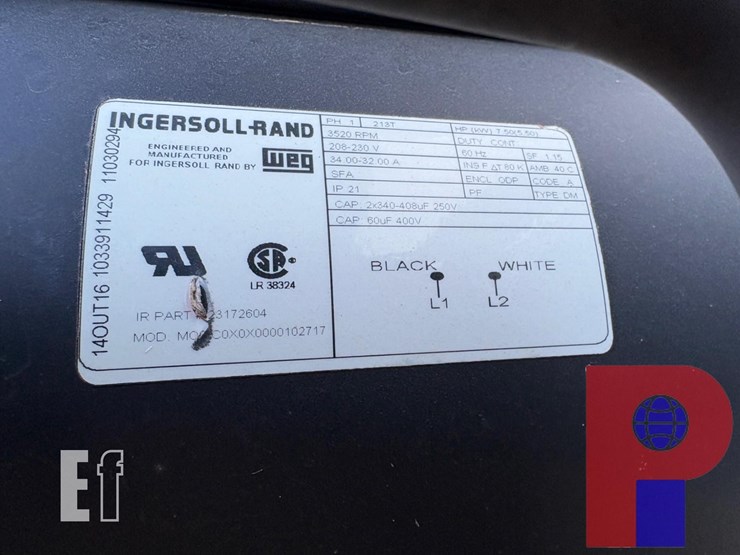 INGERSOLL-RAND
ENGINEERED AND
MANUFACTURED
FOR INGERSOLL RAND BY
WEG
14OUT16 1033911429 11030294
LR 38324
IR PART 23172604
MOD. 0X0X0000102717
PH 1 213T HP (kW) 7.50(5.50)
3520 RPM DUTY CONT.
208-230 V 60 Hz SF 1.15
34.00-32.00 A INS F ΔT 80 K AMB. 40 C
SFA ENCL ODP CODE A
IP 21 PF TYPE DM
CAP. 2x340-408uF 250V
CAP. 60uF 400V
BLACK WHITE
L1 L2
Ef